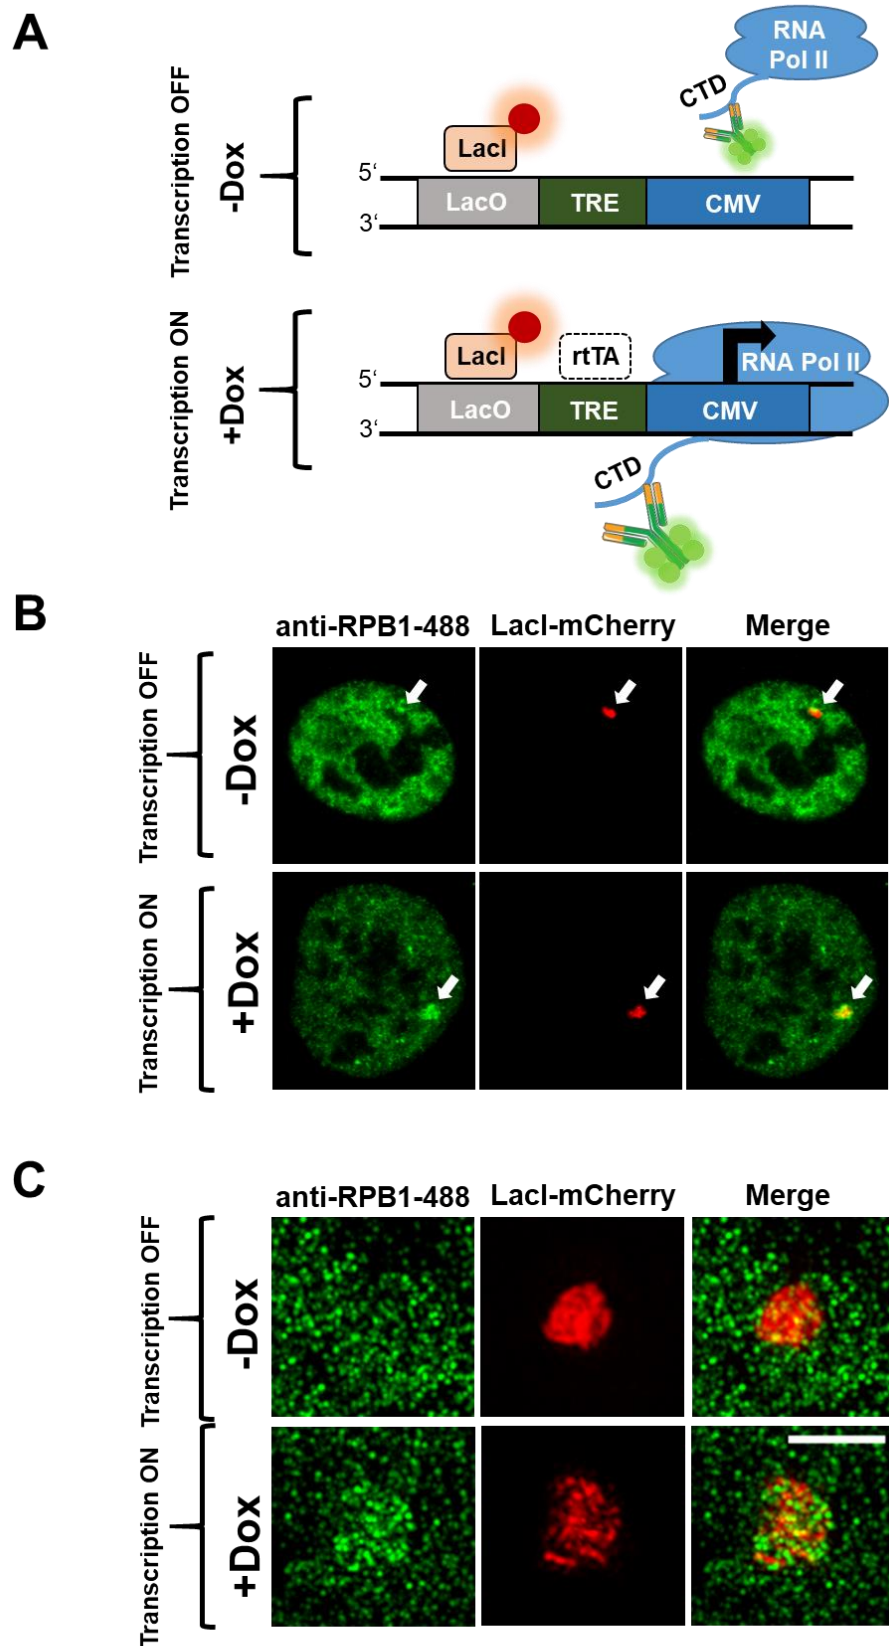 A
Transcription OFF
-Dox
RNA
Pol II
CTD
LacI
5‘
LacO TRE CMV
3‘
Transcription ON
+Dox
LacI rtTA RNA Pol II
5‘
LacO TRE CMV
3‘
CTD
B
anti-RPB1-488 LacI-mCherry Merge
Transcription OFF
-Dox
Transcription ON
+Dox
C
anti-RPB1-488 LacI-mCherry Merge
Transcription OFF
-Dox
Transcription ON
+Dox